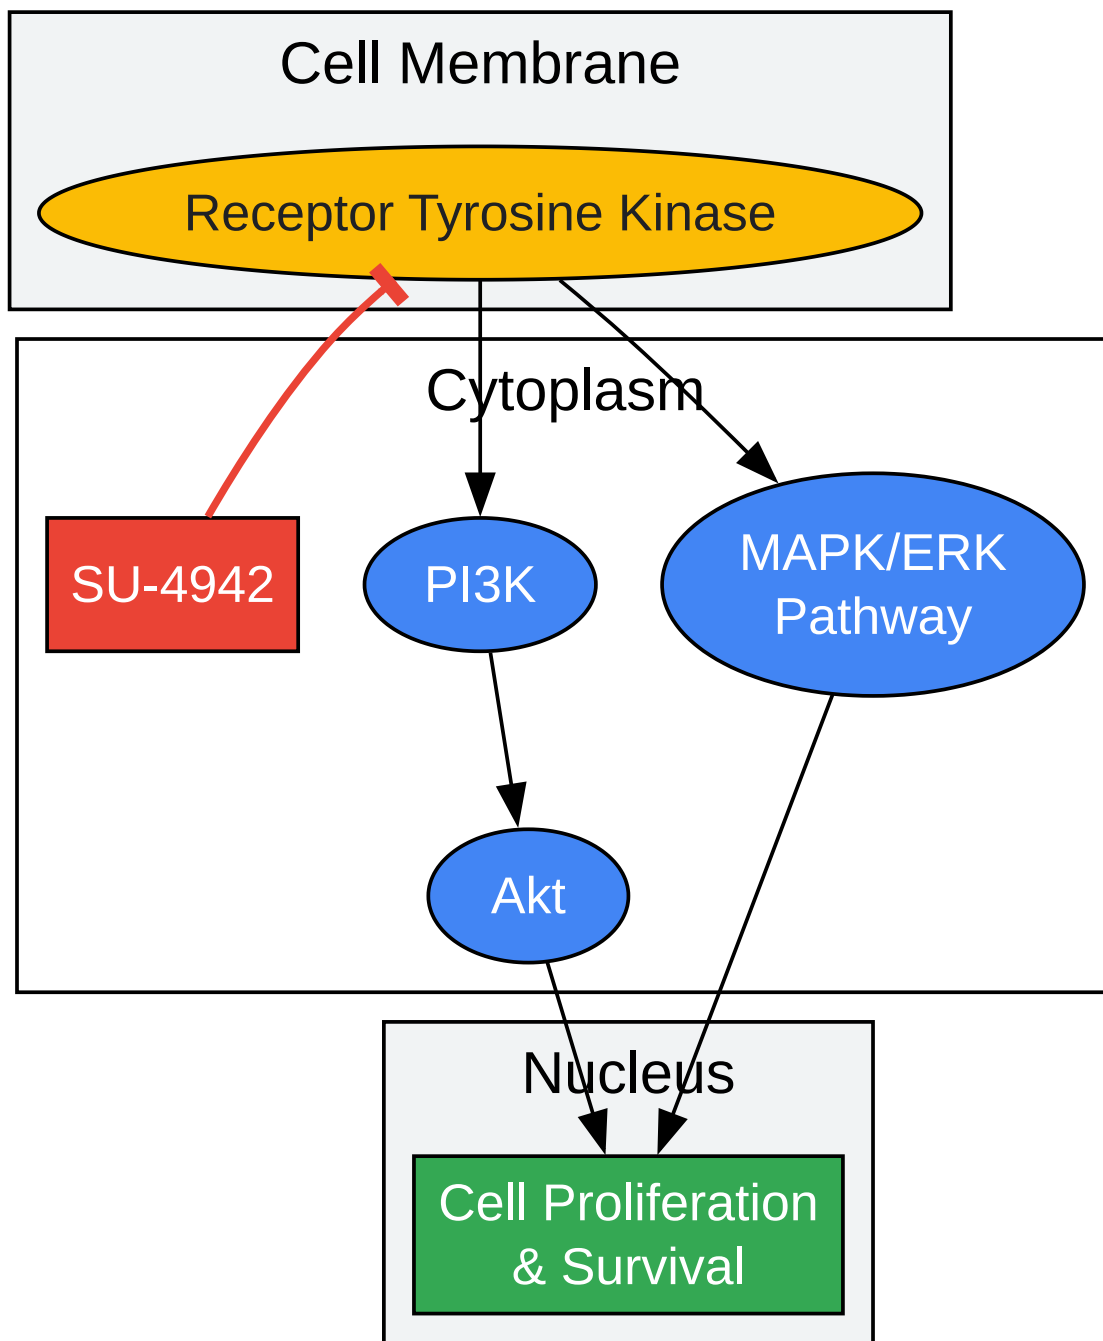 Cell Membrane
Receptor Tyrosine Kinase
Cytoplasm
SU-4942
PI3K
MAPK/ERK
Pathway
Akt
Nucleus
Cell Proliferation
& Survival